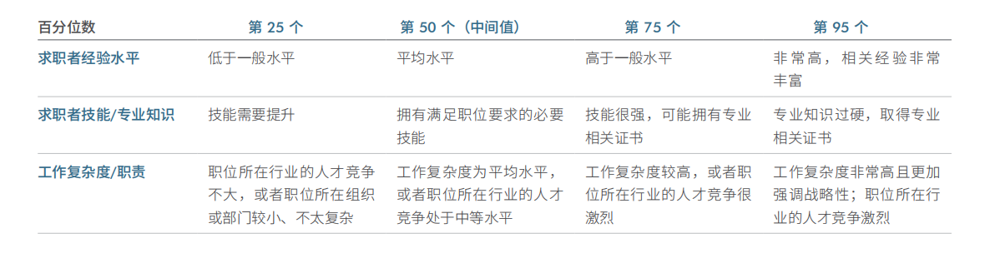 百分位数 第 25 个 第 50 个（中间值） 第 75 个 第 95 个
求职者经验水平 低于一般水平 平均水平 高于一般水平 非常高，相关经验非常
丰富
求职者技能/专业知识 技能需要提升 拥有满足职位要求的必要 技能很强，可能拥有专业 专业知识过硬，取得专业
技能 相关证书 相关证书
工作复杂度/职责 职位所在行业的人才竞争 工作复杂度为平均水平， 工作复杂度较高，或者职 工作复杂度非常高且更加
不大，或者职位所在组织 或者职位所在行业的人才 位所在行业的人才竞争很 强调战略性；职位所在行
或部门较小、不太复杂 竞争处于中等水平 激烈 业的人才竞争激烈